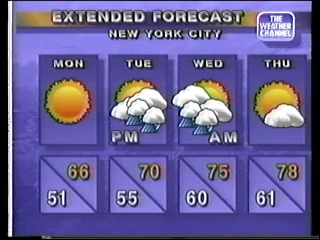 EXTENDED FORECAST
NEW YORK CITY
THE
WEATHER
CHANNEL
MON TUE WED THU
PM AM
66 70 75 78
51 55 60 61